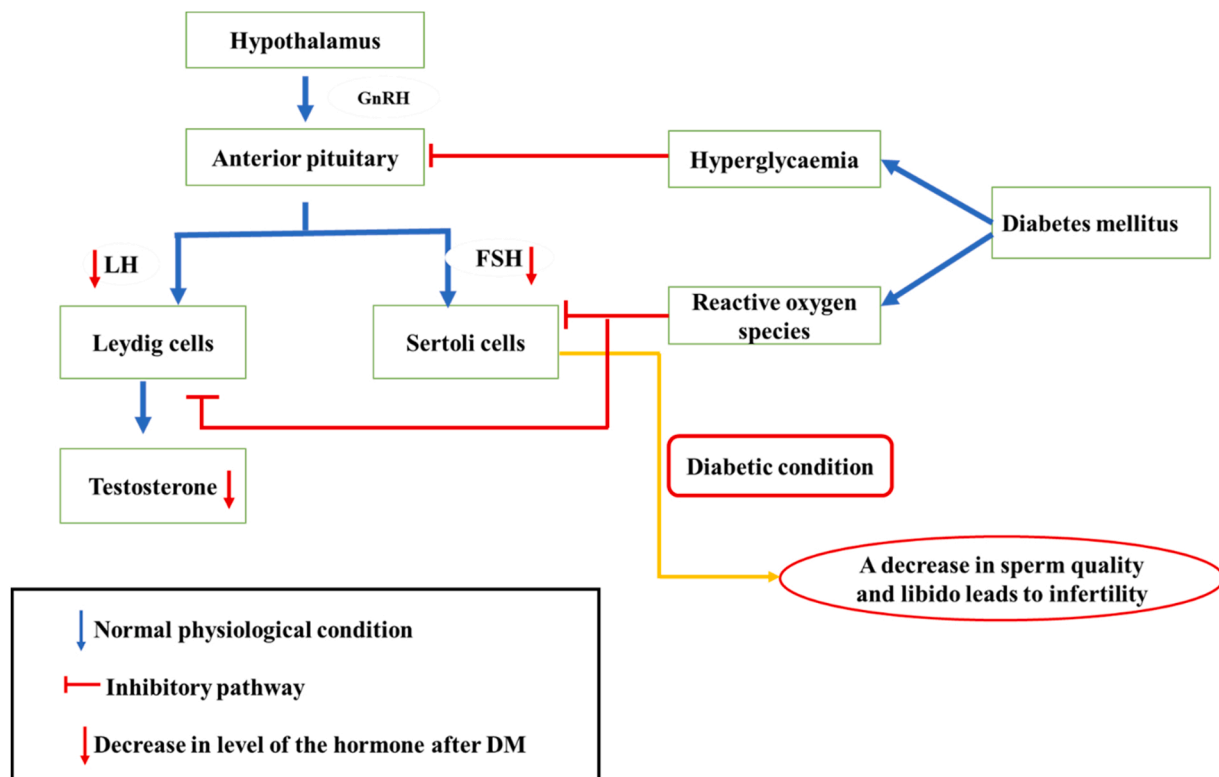 Hypothalamus
GnRH
Anterior pituitary
Hyperglycaemia
Diabetes mellitus
LH
FSH
Reactive oxygen
species
Leydig cells
Sertoli cells
Testosterone
Diabetic condition
A decrease in sperm quality
and libido leads to infertility
Normal physiological condition
Inhibitory pathway
Decrease in level of the hormone after DM